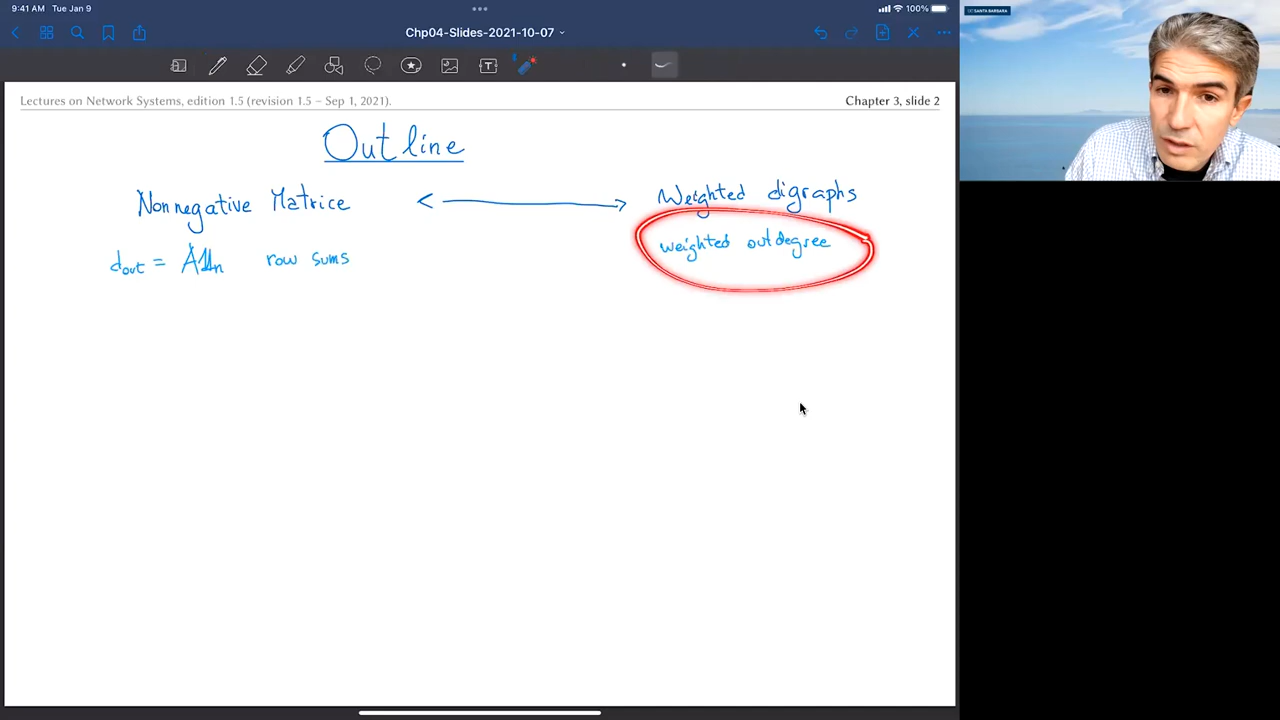 9:41 AM Tue Jan 9
100%
Chp04-Slides-2021-10-07
SANTA BARBARA
Lectures on Network Systems, edition 1.5 (revision 1.5 – Sep 1, 2021).
Chapter 3, slide 2
Outline
Nonnegative Matrice <-> Weighted digraphs
weighted outdegree
dout = A𝟙n row sums